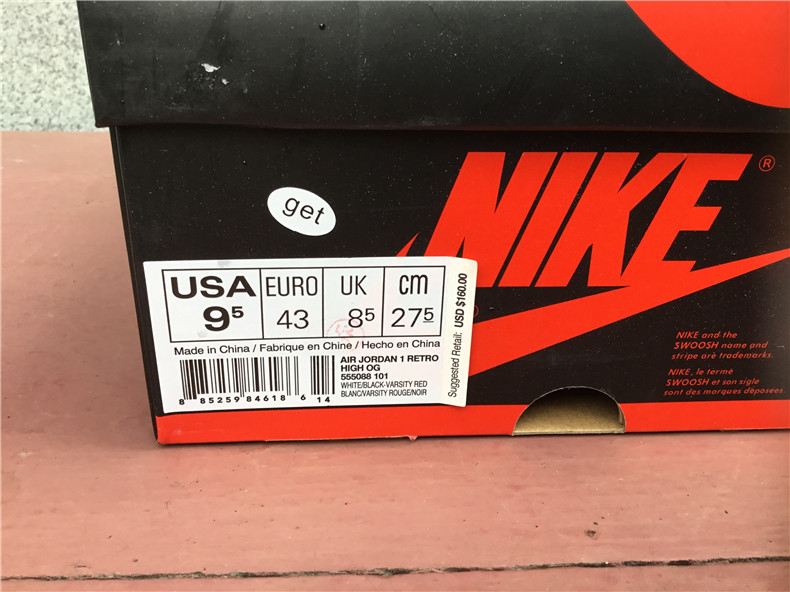 NIKE®
get
USA EURO UK cm
9⁵ 43 8⁵ 27⁵
Made in China / Fabrique en Chine / Hecho en China
AIR JORDAN 1 RETRO
HIGH OG
555088 101
WHITE/BLACK-VARSITY RED
BLANC/VARSITY ROUGE/NOIR
8 85259 84618 6 14
Suggested Retail: USD $160.00
NIKE and the
SWOOSH name and
stripe are trademarks.
NIKE, le terme
SWOOSH et son sigle
sont des marques déposées